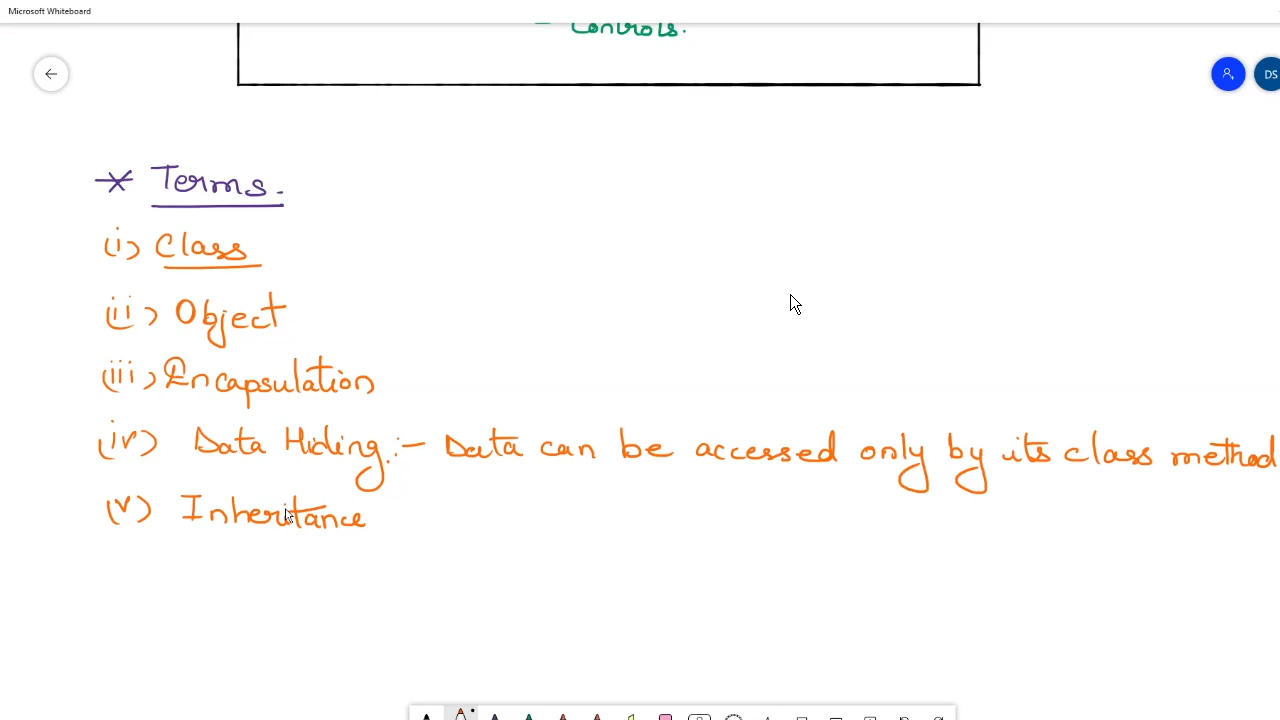 Microsoft Whiteboard
Controls.
DS
* Terms.
(i) Class
(ii) Object
(iii) Encapsulation
(iv) Data Hiding :- Data can be accessed only by its class method
(v) Inheritance